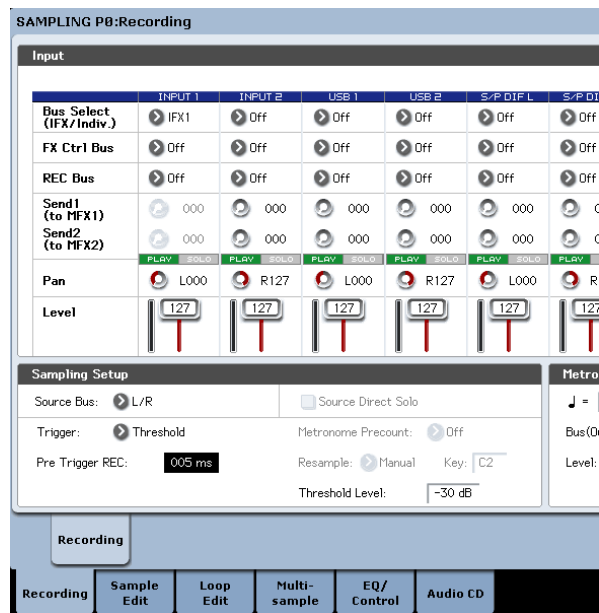 SAMPLING P0:Recording
Input
INPUT 1 INPUT 2 USB 1 USB 2 S/P DIF L S/P DI
Bus Select
(IFX/Indiv.) IFX1 Off Off Off Off Off
FX Ctrl Bus Off Off Off Off Off Off
REC Bus Off Off Off Off Off Off
Send1
(to MFX1) 000 000 000 000 000
Send2
(to MFX2) 000 000 000 000 000
PLAY SOLO PLAY SOLO PLAY SOLO PLAY SOLO PLAY SOLO PLAY
Pan L000 R127 L000 R127 L000 R
Level 127 127 127 127 127 127
Sampling Setup Metro
Source Bus: L/R Source Direct Solo ♩ =
Trigger: Threshold Metronome Precount: Off Bus(Ou
Pre Trigger REC: 005 ms Resample: Manual Key: C2 Level:
Threshold Level: -30 dB
Recording
Recording Sample Edit Loop Edit Multi-sample EQ/Control Audio CD